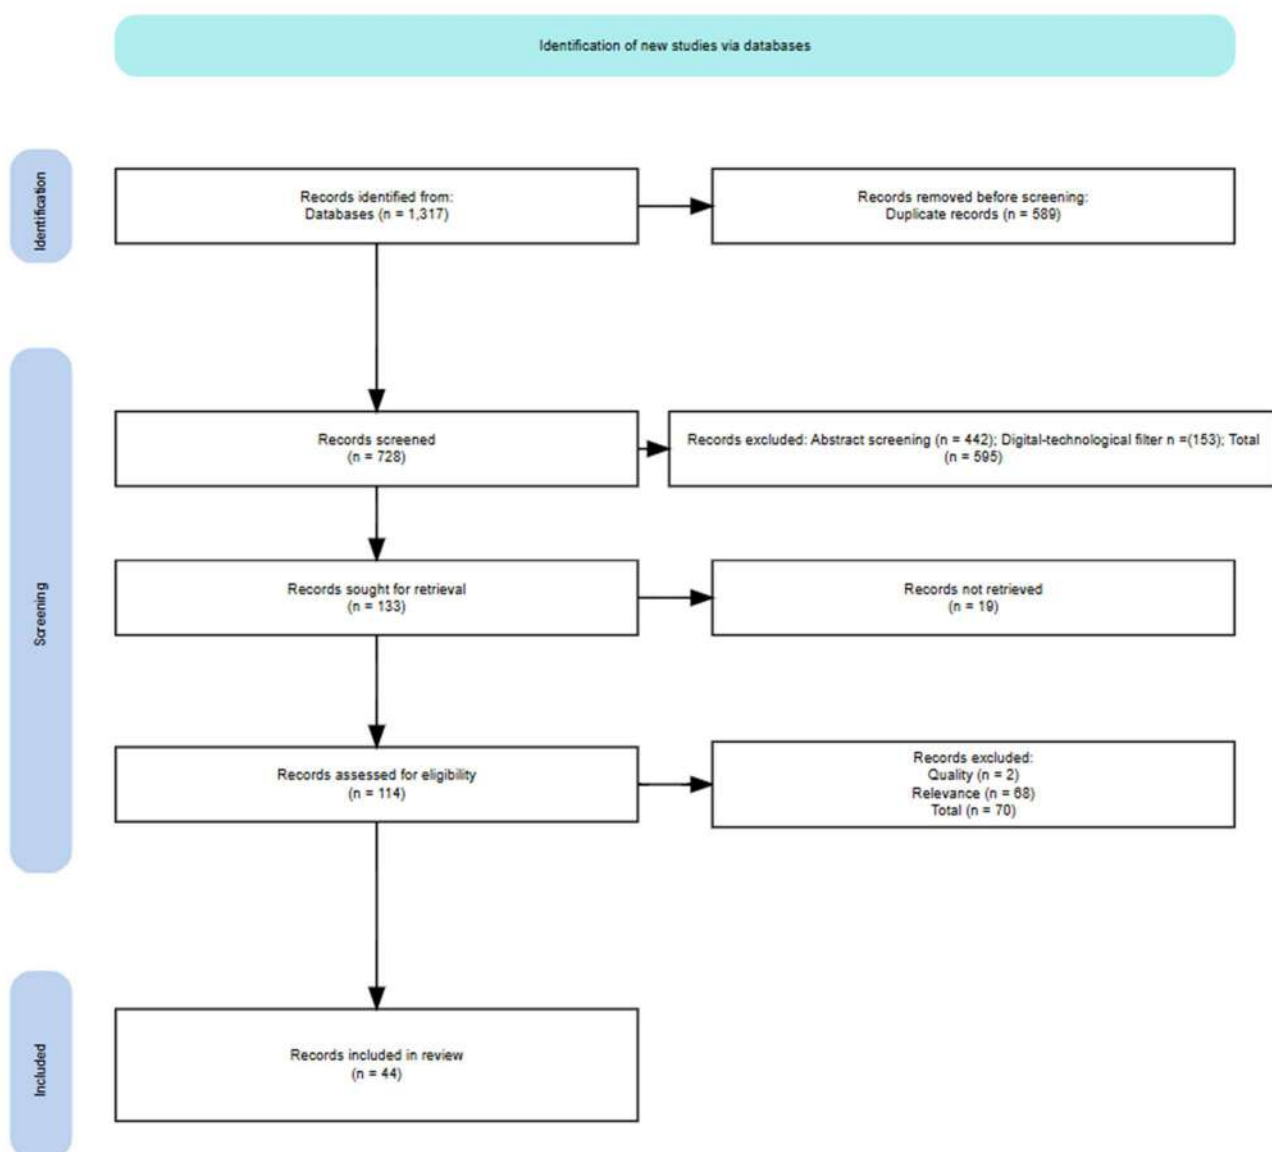 Identification of new studies via databases
Identification
Records identified from:
Databases (n = 1,317)
Records removed before screening:
Duplicate records (n = 589)
Screening
Records screened
(n = 728)
Records excluded: Abstract screening (n = 442); Digital-technological filter n =(153); Total
(n = 595)
Records sought for retrieval
(n = 133)
Records not retrieved
(n = 19)
Records assessed for eligibility
(n = 114)
Records excluded:
Quality (n = 2)
Relevance (n = 68)
Total (n = 70)
Included
Records included in review
(n = 44)